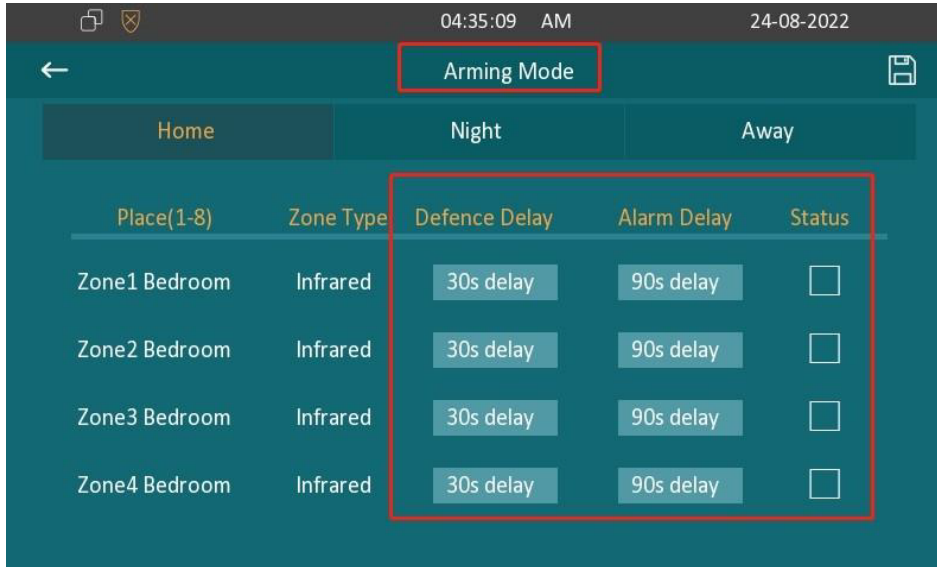 04:35:09 AM 24-08-2022
Arming Mode
Home Night Away
Place(1-8) Zone Type Defence Delay Alarm Delay Status
Zone1 Bedroom Infrared 30s delay 90s delay
Zone2 Bedroom Infrared 30s delay 90s delay
Zone3 Bedroom Infrared 30s delay 90s delay
Zone4 Bedroom Infrared 30s delay 90s delay